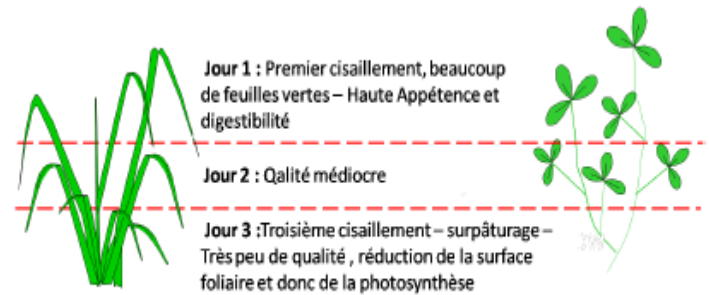 Jour 1 : Premier cisaillement, beaucoup
de feuilles vertes – Haute Appétence et
digestibilité
Jour 2 : Qalité médiocre
Jour 3 :Troisième cisaillement – surpâturage –
Très peu de qualité , réduction de la surface
foliaire et donc de la photosynthèse